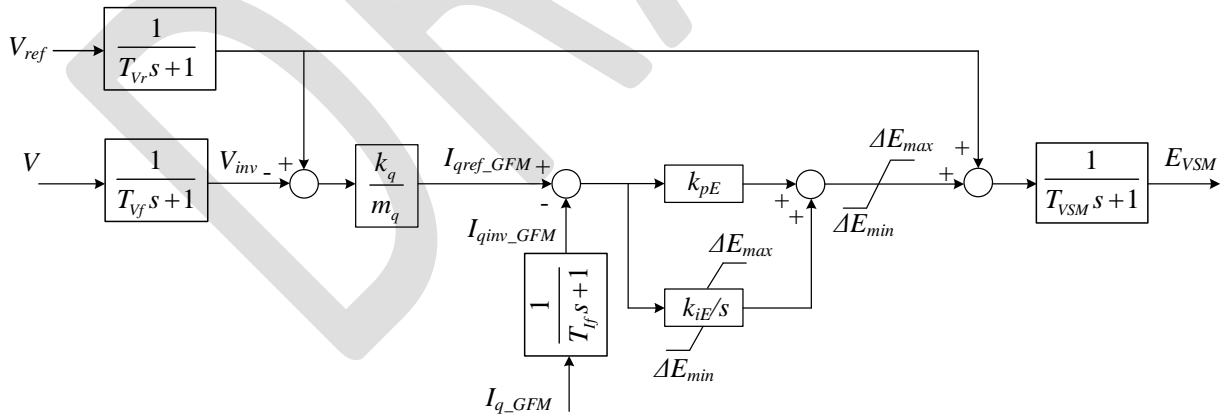 V_ref
1
T_Vr s+1
V
1
T_Vf s+1
V_inv
-
+
k_q
m_q
I_qref_GFM
+
-
I_qinv_GFM
1
T_If s+1
I_q_GFM
k_pE
+
+
ΔE_max
k_iE/s
ΔE_min
ΔE_max
ΔE_min
+
+
1
T_VSM s+1
E_VSM